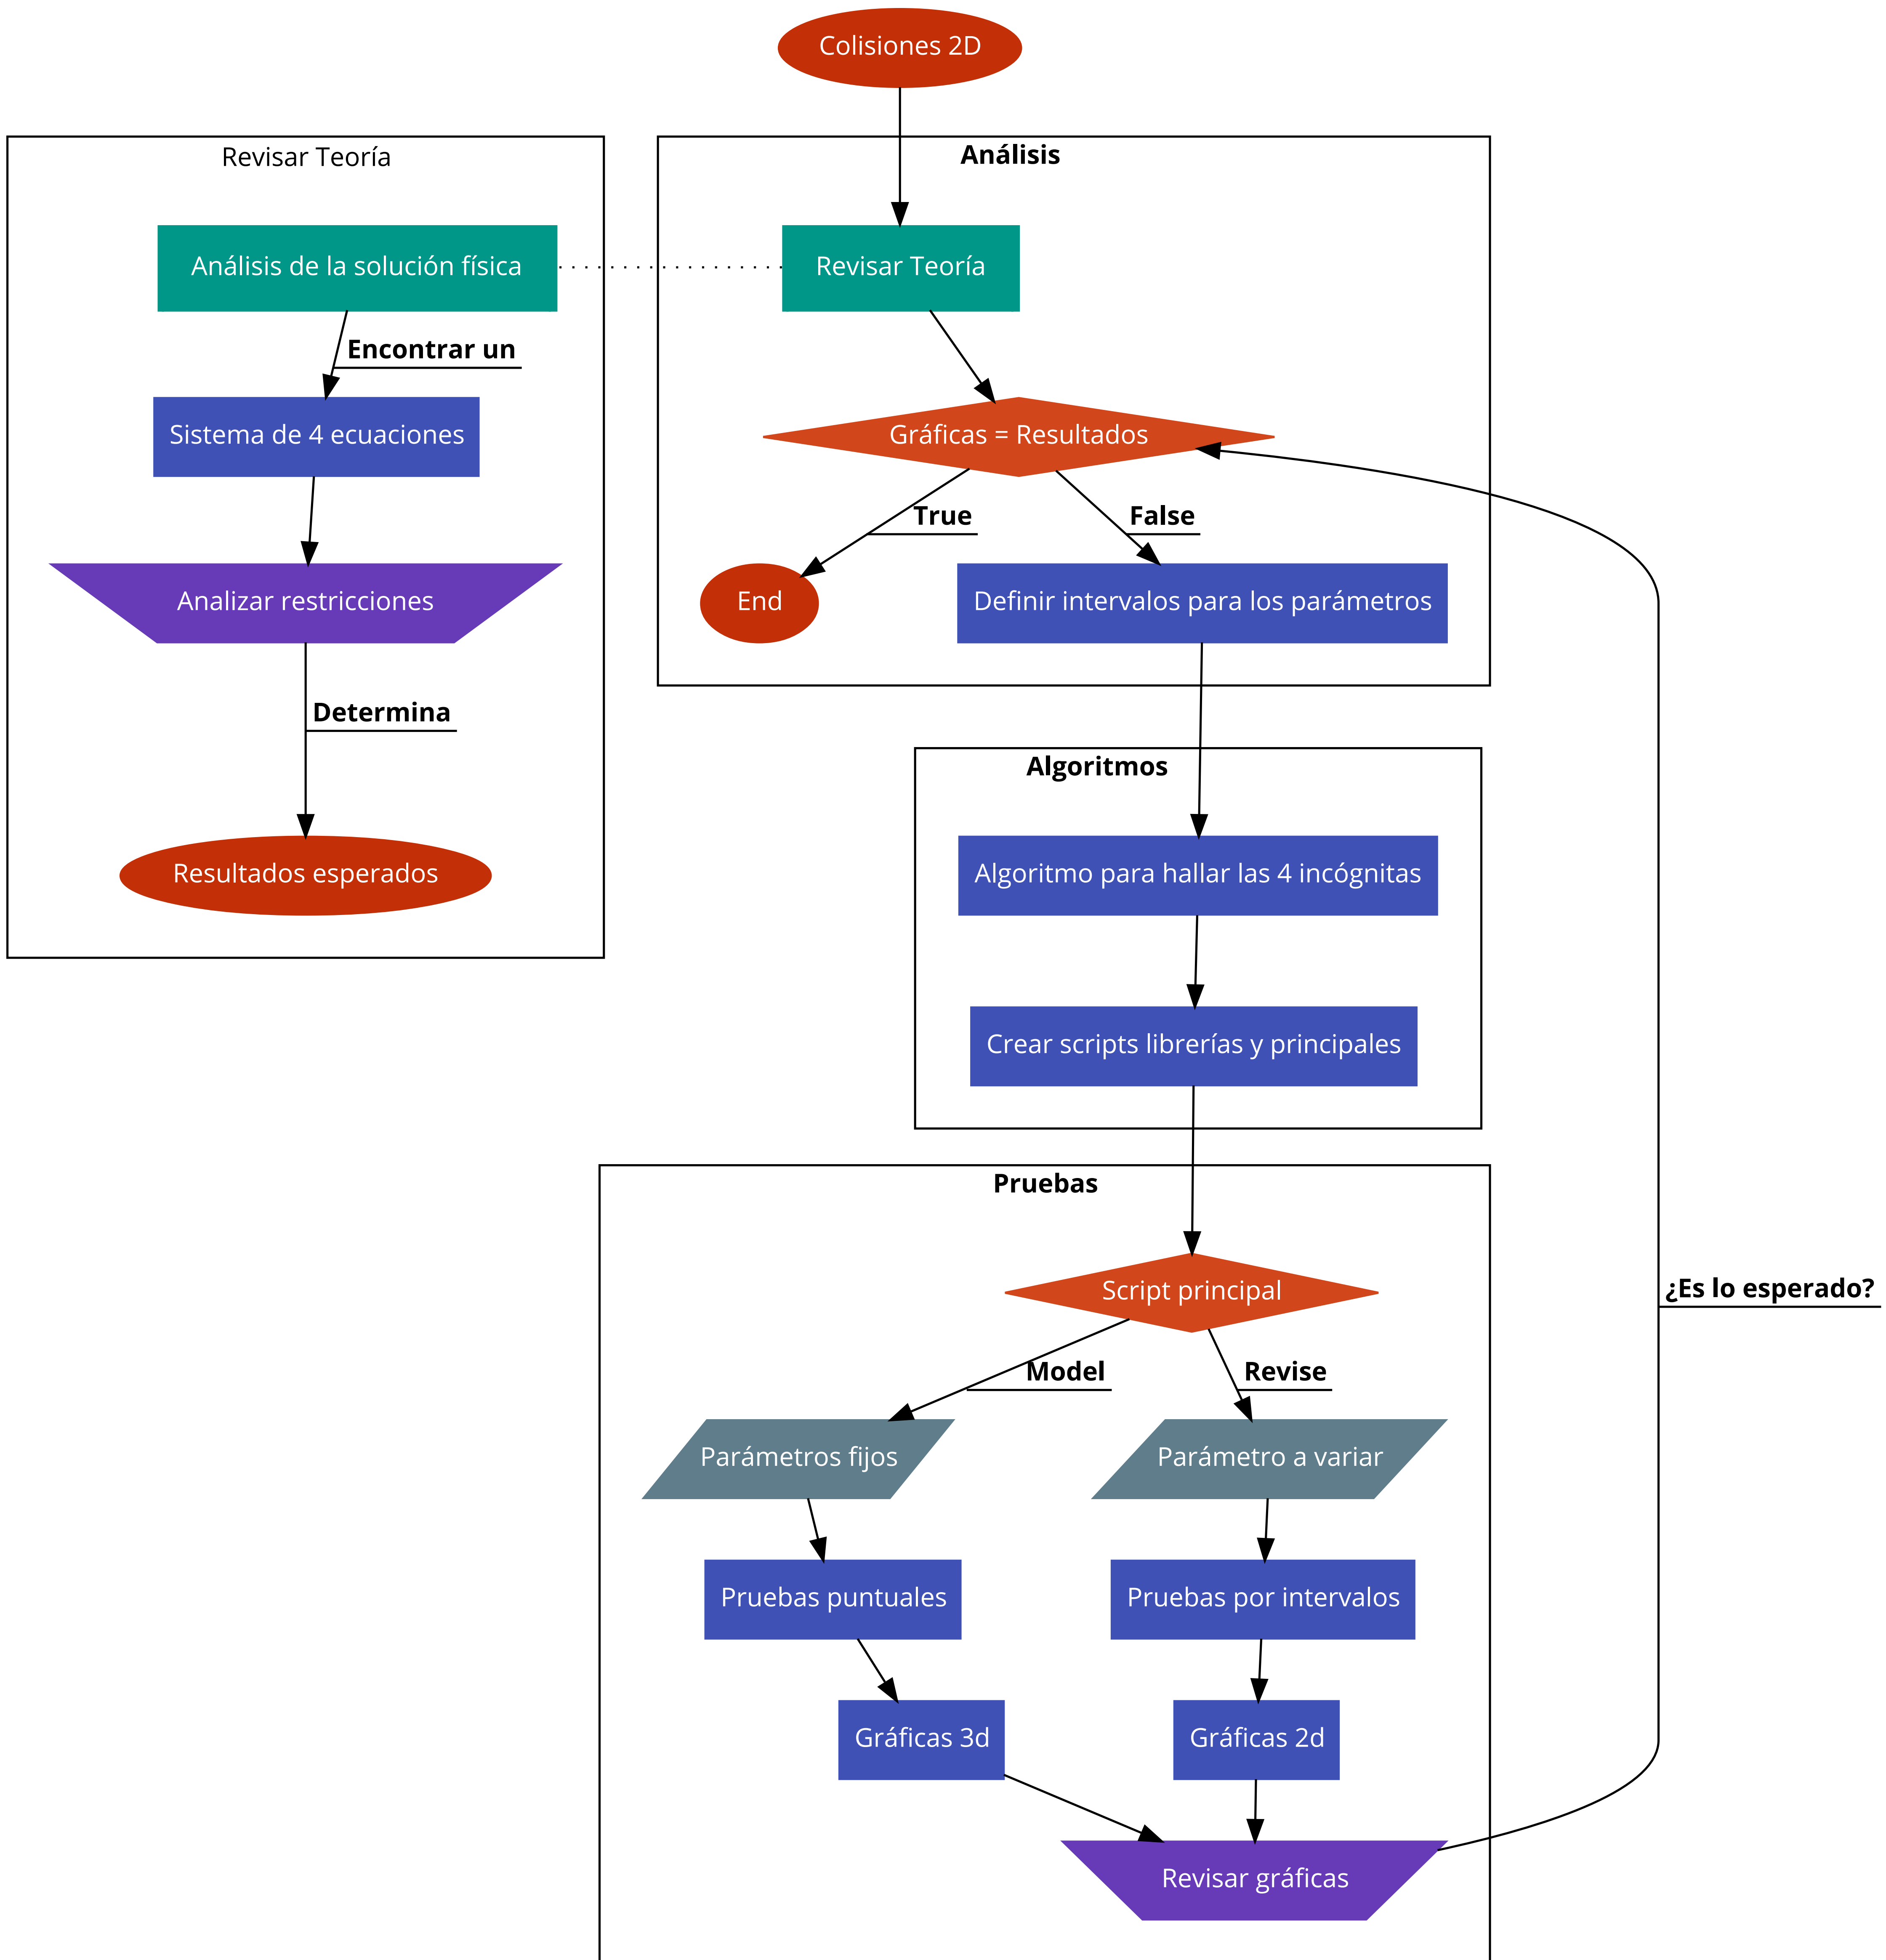 Colisiones 2D
Revisar Teoría
Análisis de la solución física
Encontrar un
Sistema de 4 ecuaciones
Analizar restricciones
Determina
Resultados esperados
Análisis
Revisar Teoría
Gráficas = Resultados
True
False
End
Definir intervalos para los parámetros
Algoritmos
Algoritmo para hallar las 4 incógnitas
Crear scripts librerías y principales
Pruebas
Script principal
¿Es lo esperado?
Model
Revise
Parámetros fijos
Parámetro a variar
Pruebas puntuales
Pruebas por intervalos
Gráficas 3d
Gráficas 2d
Revisar gráficas